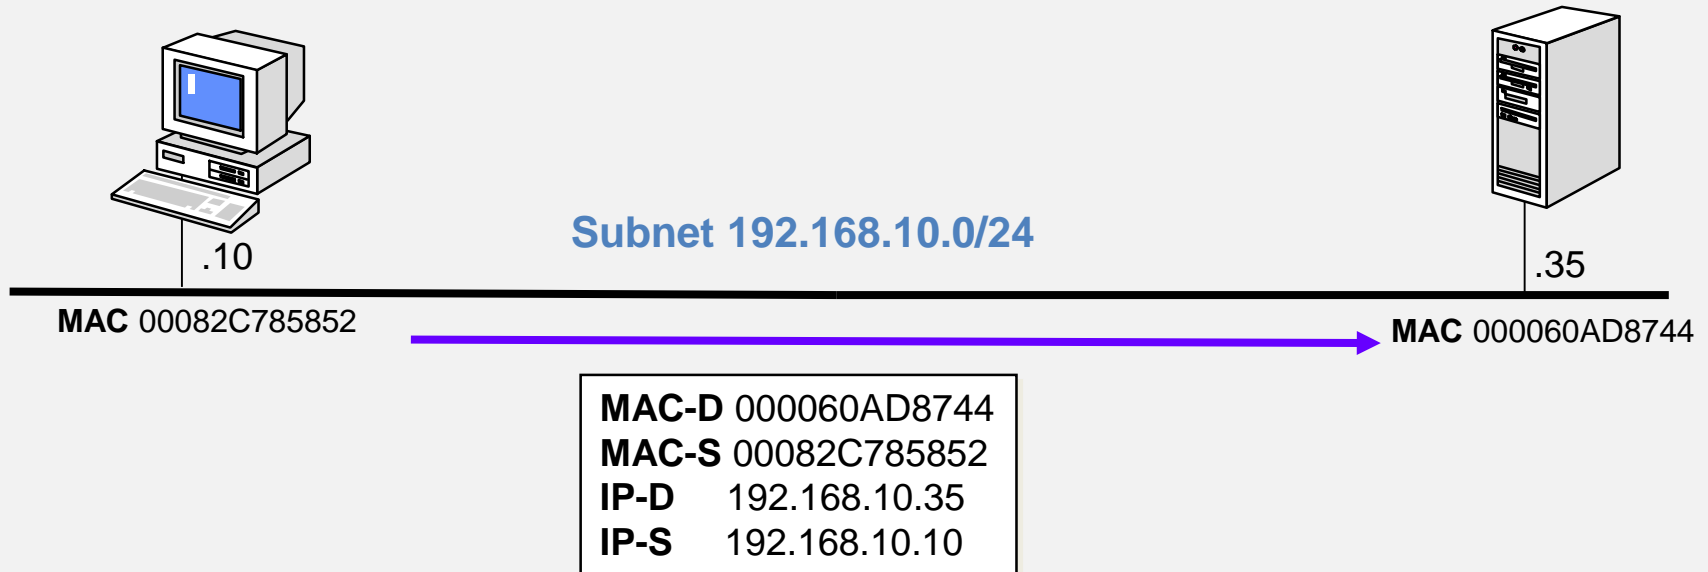 Subnet 192.168.10.0/24
.10
.35
MAC 00082C785852
MAC 000060AD8744
MAC-D 000060AD8744
MAC-S 00082C785852
IP-D 192.168.10.35
IP-S 192.168.10.10